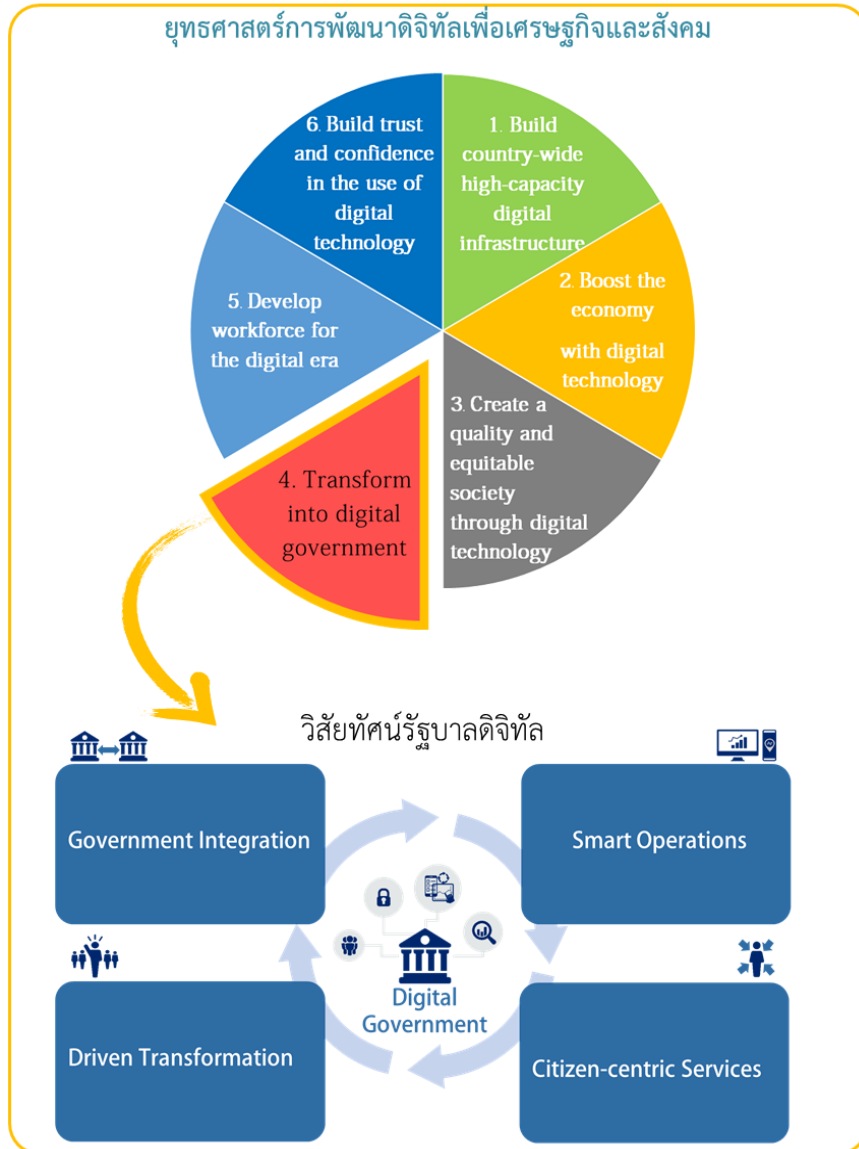 ยุทธศาสตร์การพัฒนาดิจิทัลเพื่อเศรษฐกิจและสังคม
1. Build
country-wide
high-capacity
digital
infrastructure
2. Boost the
economy
with digital
technology
3. Create a
quality and
equitable
society
through digital
technology
4. Transform
into digital
government
5. Develop
workforce for
the digital era
6. Build trust
and confidence
in the use of
digital
technology
วิสัยทัศน์รัฐบาลดิจิทัล
Government Integration
Smart Operations
Digital
Government
Driven Transformation
Citizen-centric Services